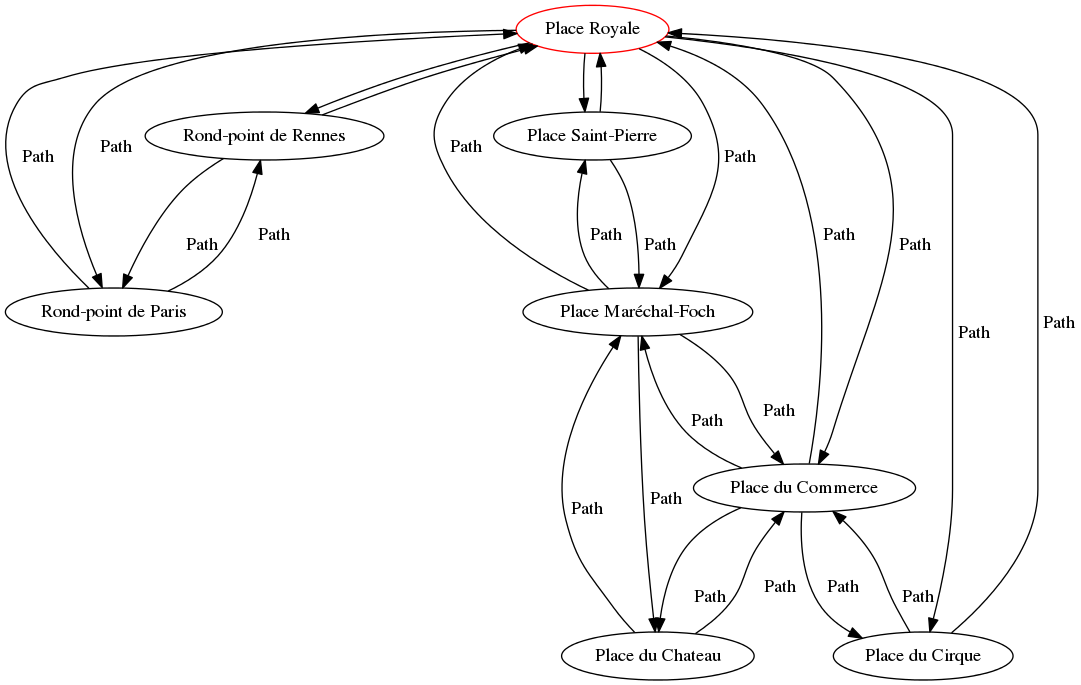 Place Royale
Rond-point de Rennes
Place Saint-Pierre
Path
Path
Path
Path
Path
Path
Path
Path
Path
Path
Rond-point de Paris
Place Maréchal-Foch
Path
Path
Path
Path
Place du Commerce
Path
Path
Path
Path
Path
Path
Place du Chateau
Place du Cirque